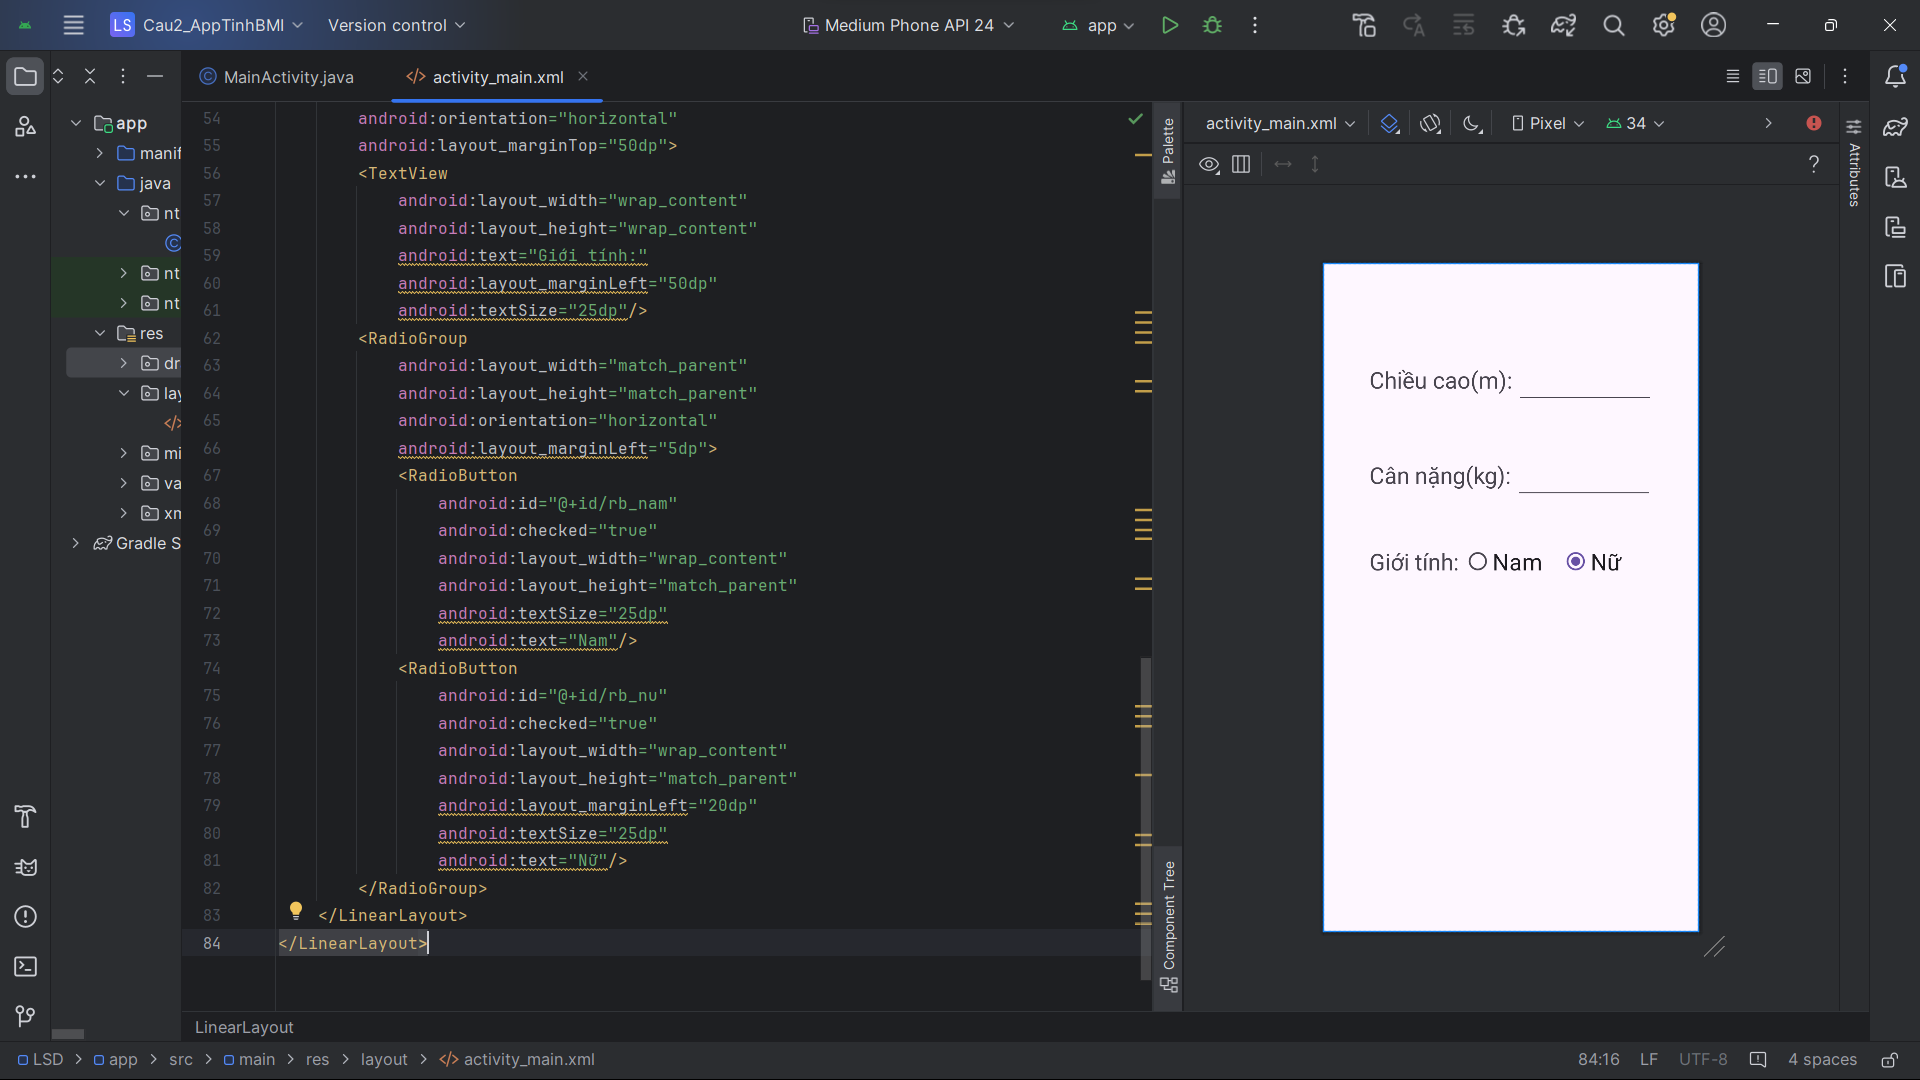 LS Cau2_AppTinhBMI Version control Medium Phone API 24 app
MainActivity.java activity_main.xml
app
manif
java
nt
nt
nt
res
dr
lay
mi
va
xm
Gradle S
54 android:orientation="horizontal"
55 android:layout_marginTop="50dp">
56 <TextView
57 android:layout_width="wrap_content"
58 android:layout_height="wrap_content"
59 android:text="Giới tính:"
60 android:layout_marginLeft="50dp"
61 android:textSize="25dp"/>
62 <RadioGroup
63 android:layout_width="match_parent"
64 android:layout_height="match_parent"
65 android:orientation="horizontal"
66 android:layout_marginLeft="5dp">
67 <RadioButton
68 android:id="@+id/rb_nam"
69 android:checked="true"
70 android:layout_width="wrap_content"
71 android:layout_height="match_parent"
72 android:textSize="25dp"
73 android:text="Nam"/>
74 <RadioButton
75 android:id="@+id/rb_nu"
76 android:checked="true"
77 android:layout_width="wrap_content"
78 android:layout_height="match_parent"
79 android:layout_marginLeft="20dp"
80 android:textSize="25dp"
81 android:text="Nữ"/>
82 </RadioGroup>
83 </LinearLayout>
84 </LinearLayout>
LinearLayout
Palette
Component Tree
activity_main.xml Pixel 34
?
Attributes
Chiều cao(m):
Cân nặng(kg):
Giới tính: Nam Nữ
LSD > app > src > main > res > layout > </> activity_main.xml
84:16 LF UTF-8 4 spaces